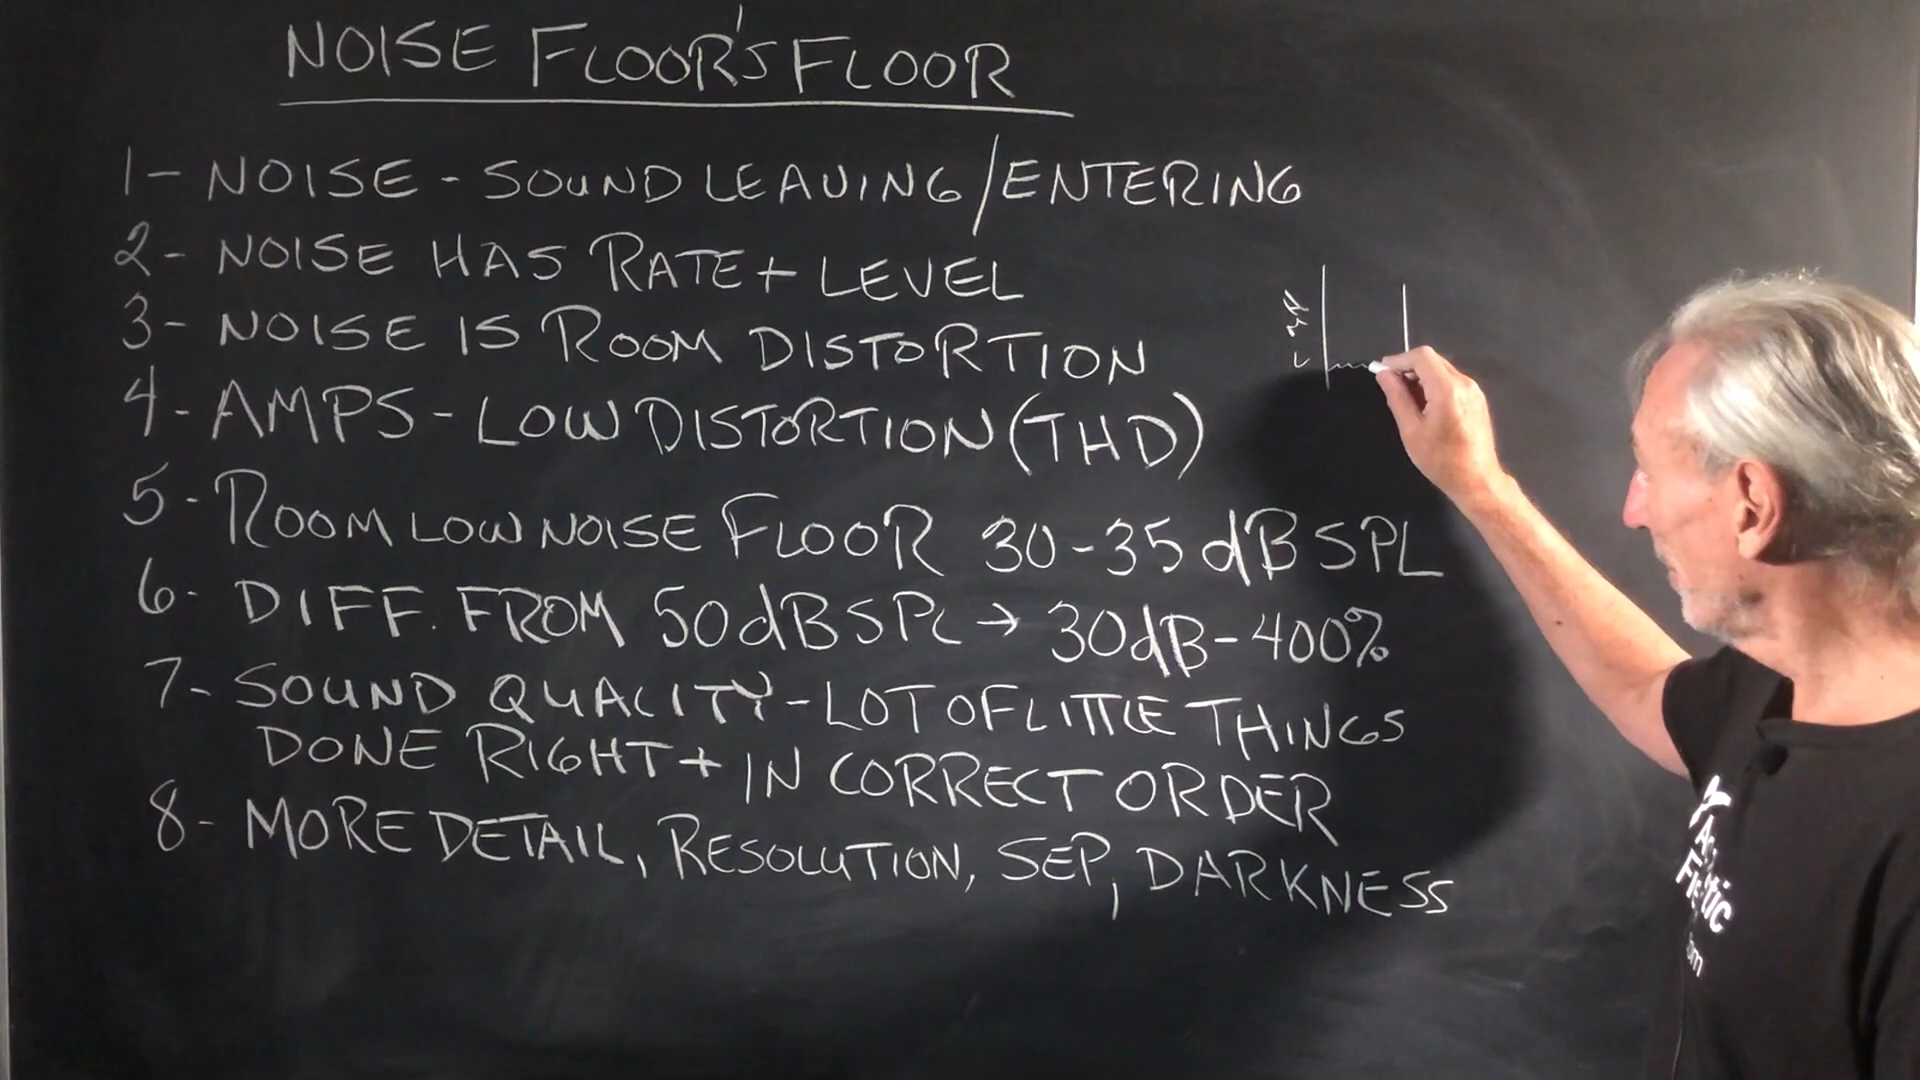 NOISE FLOOR'S FLOOR
1- NOISE - SOUND LEAVING/ENTERING
2- NOISE HAS RATE + LEVEL
3- NOISE IS ROOM DISTORTION
4- AMPS - LOW DISTORTION (THD)
5- ROOM LOW NOISE FLOOR 30-35 dB SPL
6- DIFF. FROM 50 dB SPL → 30dB - 400%
7- SOUND QUALITY - LOT OF LITTLE THINGS
DONE RIGHT + IN CORRECT ORDER
8- MORE DETAIL, RESOLUTION, SEP, DARKNESS